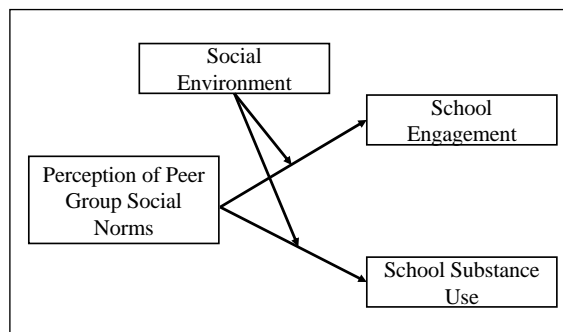 Social
Environment
School
Engagement
Perception of Peer
Group Social
Norms
School Substance
Use